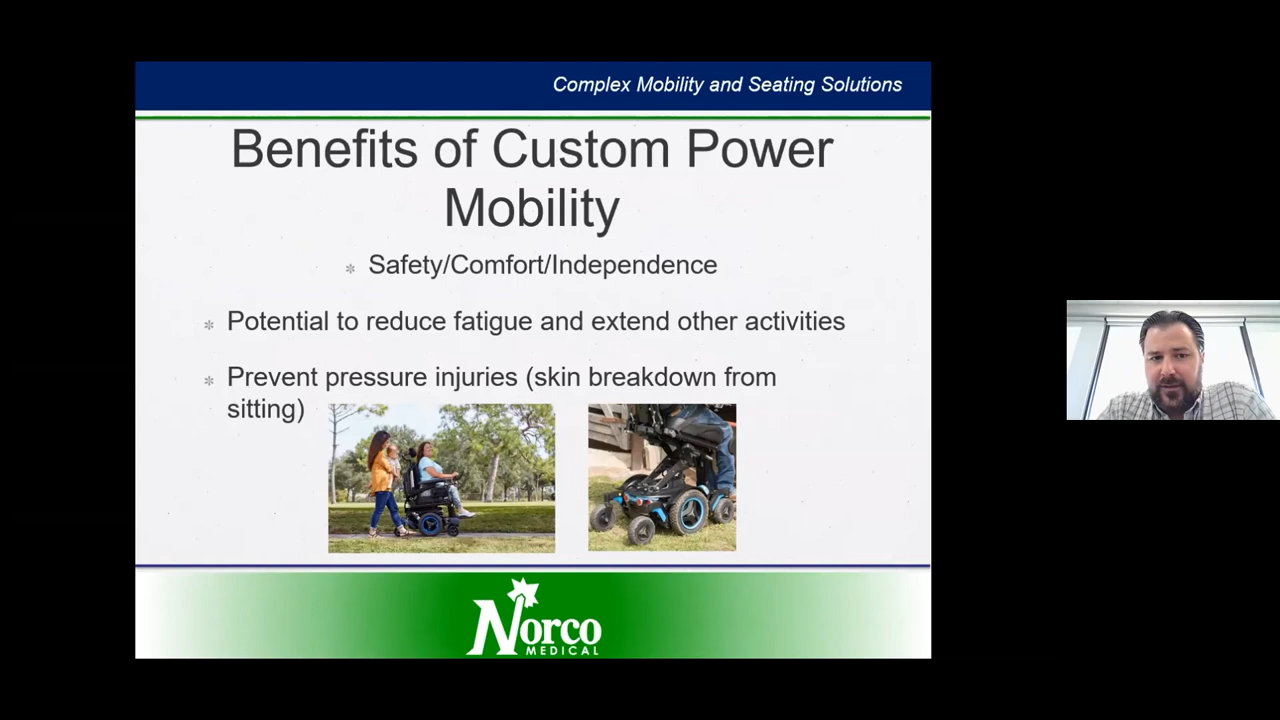 Complex Mobility and Seating Solutions
Benefits of Custom Power
Mobility
Safety/Comfort/Independence
Potential to reduce fatigue and extend other activities
Prevent pressure injuries (skin breakdown from
sitting)
Norco
MEDICAL